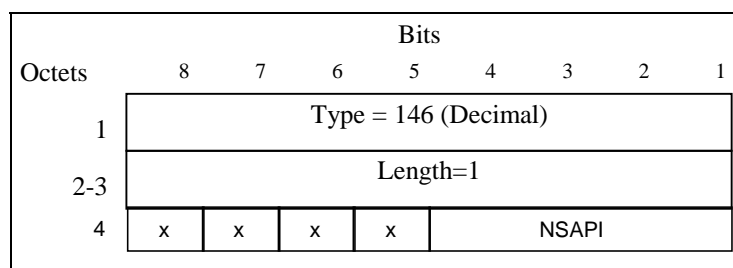 Bits
Octets 8 7 6 5 4 3 2 1
1 Type = 146 (Decimal)
2-3 Length=1
4 x x x x NSAPI